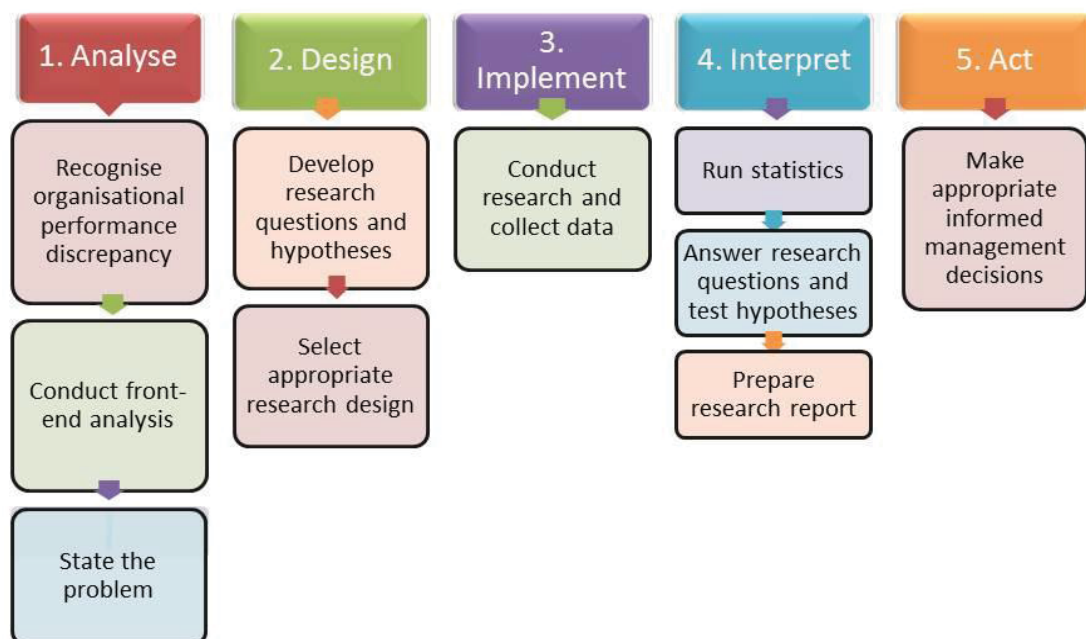 1. Analyse
Recognise
organisational
performance
discrepancy
Conduct front-
end analysis
State the
problem
2. Design
Develop
research
questions and
hypotheses
Select
appropriate
research design
3.
Implement
Conduct
research and
collect data
4. Interpret
Run statistics
Answer research
questions and
test hypotheses
Prepare
research report
5. Act
Make
appropriate
informed
management
decisions